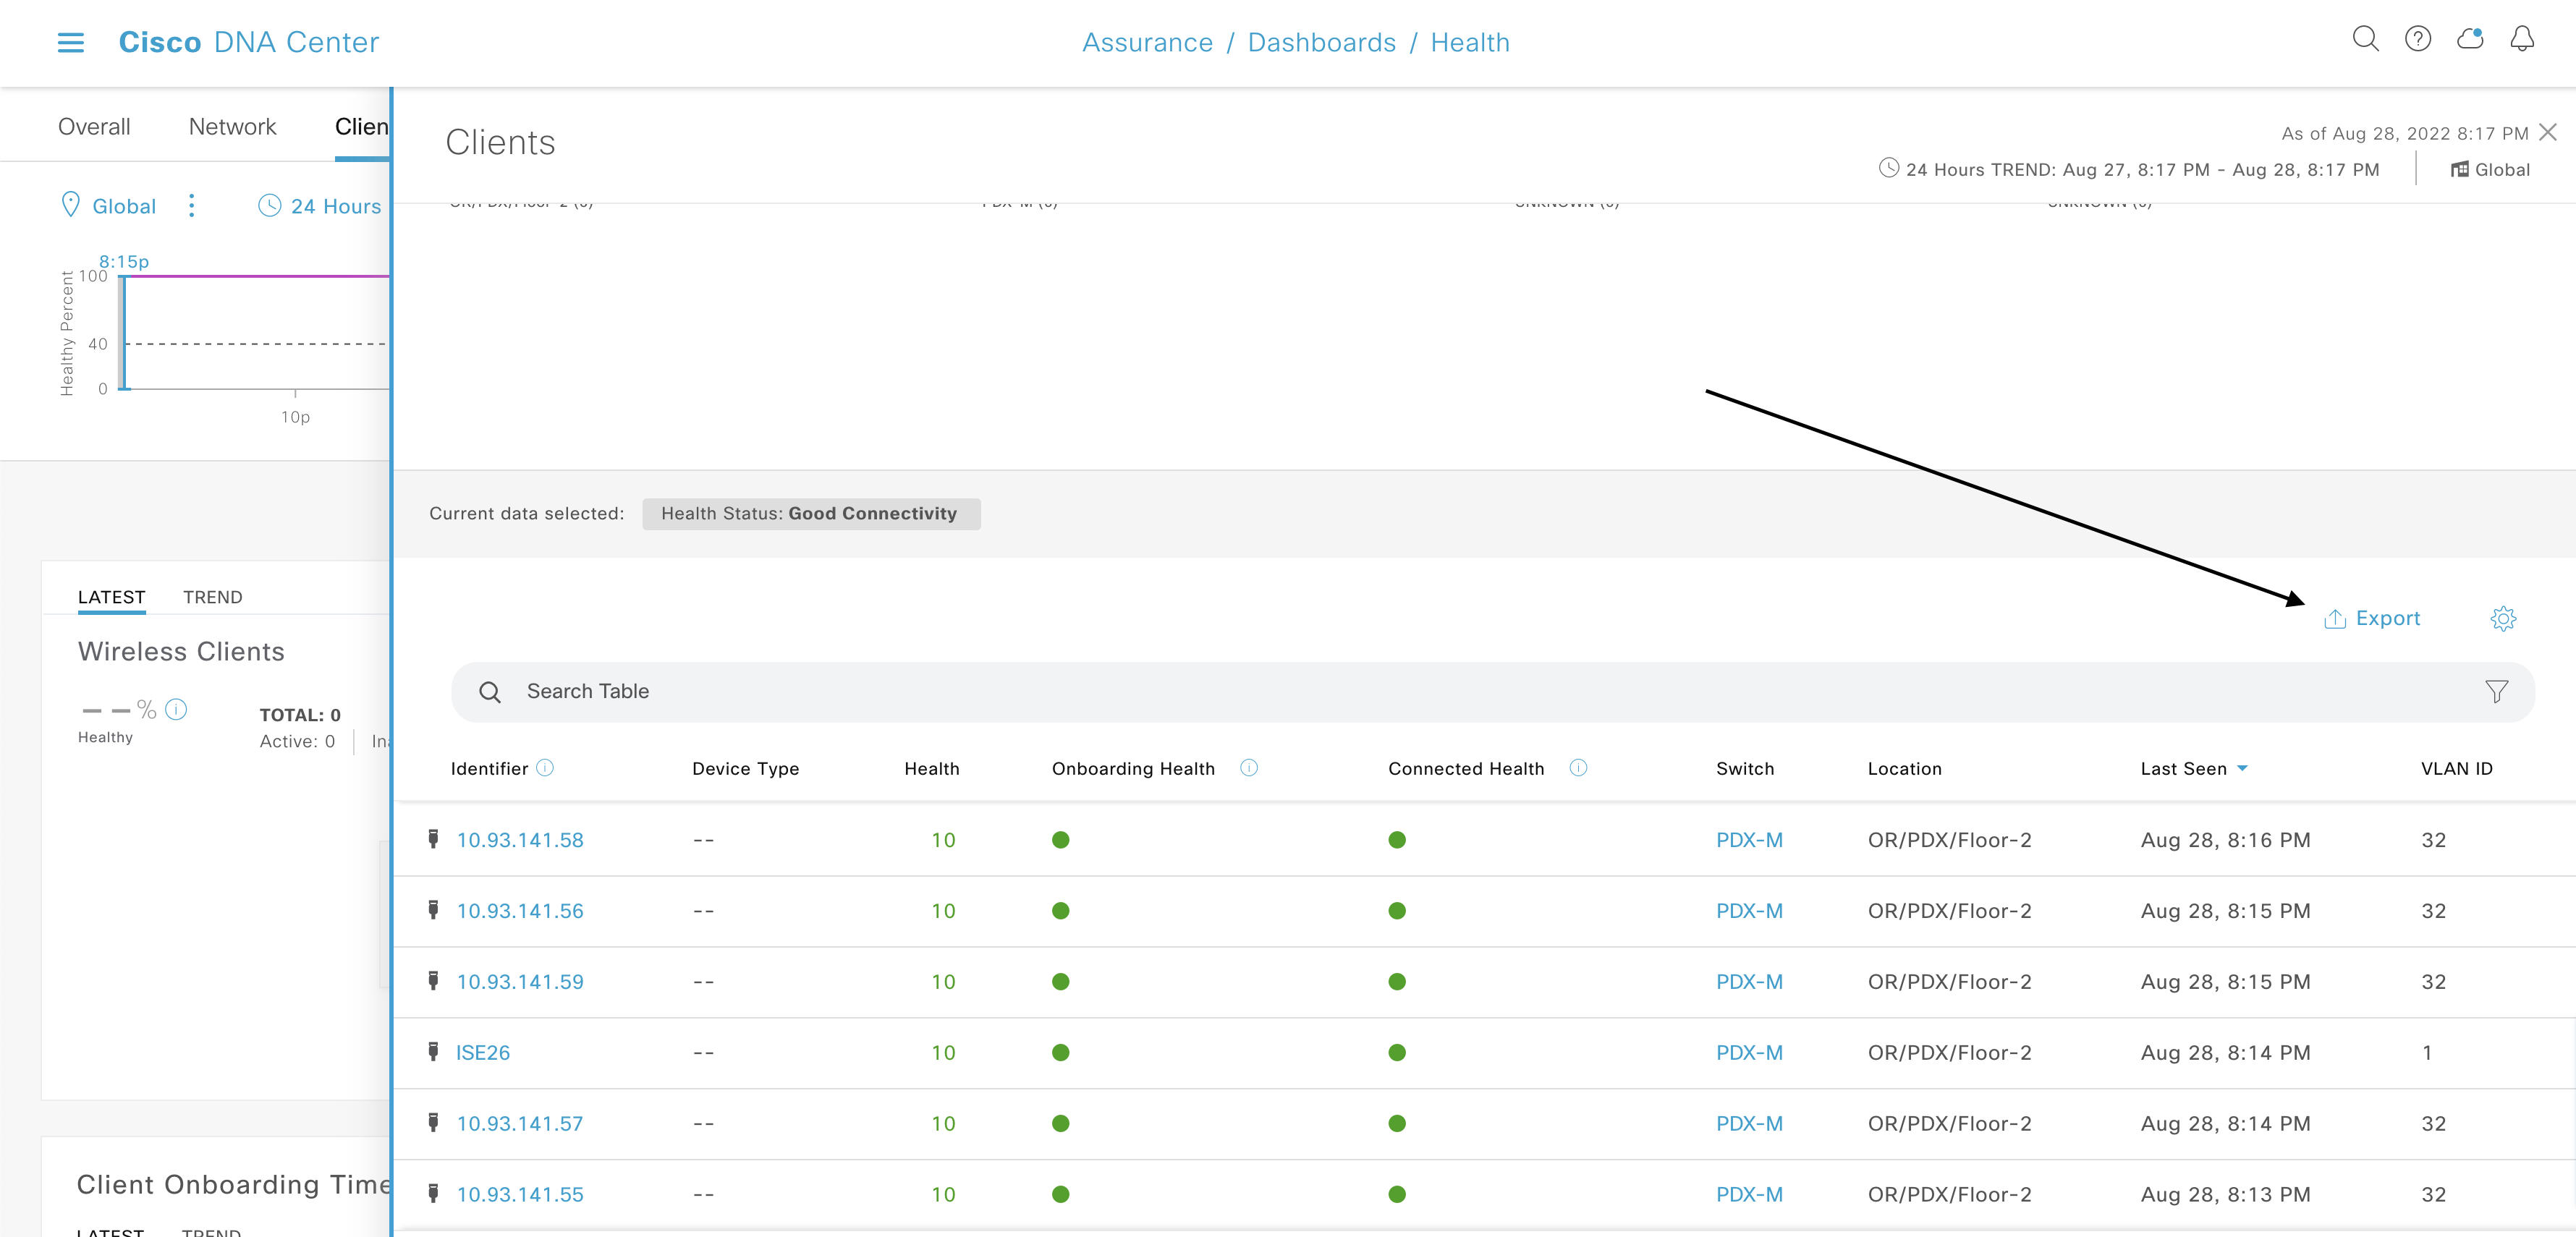 Cisco DNA Center
Assurance / Dashboards / Health
Overall Network Clien
Global 24 Hours
8:15p
100
40
0
Healthy Percent
10p
LATEST TREND
Wireless Clients
– – %
Healthy
TOTAL: 0
Active: 0
Ina
Client Onboarding Time
LATEST TREND
Clients
As of Aug 28, 2022 8:17 PM
24 Hours TREND: Aug 27, 8:17 PM - Aug 28, 8:17 PM Global
OR/PDX/Floor-2 PDX-M UNKNOWN UNKNOWN
Current data selected: Health Status: Good Connectivity
Export
Search Table
Identifier Device Type Health Onboarding Health Connected Health Switch Location Last Seen VLAN ID
10.93.141.58 -- 10 PDX-M OR/PDX/Floor-2 Aug 28, 8:16 PM 32
10.93.141.56 -- 10 PDX-M OR/PDX/Floor-2 Aug 28, 8:15 PM 32
10.93.141.59 -- 10 PDX-M OR/PDX/Floor-2 Aug 28, 8:15 PM 32
ISE26 -- 10 PDX-M OR/PDX/Floor-2 Aug 28, 8:14 PM 1
10.93.141.57 -- 10 PDX-M OR/PDX/Floor-2 Aug 28, 8:14 PM 32
10.93.141.55 -- 10 PDX-M OR/PDX/Floor-2 Aug 28, 8:13 PM 32